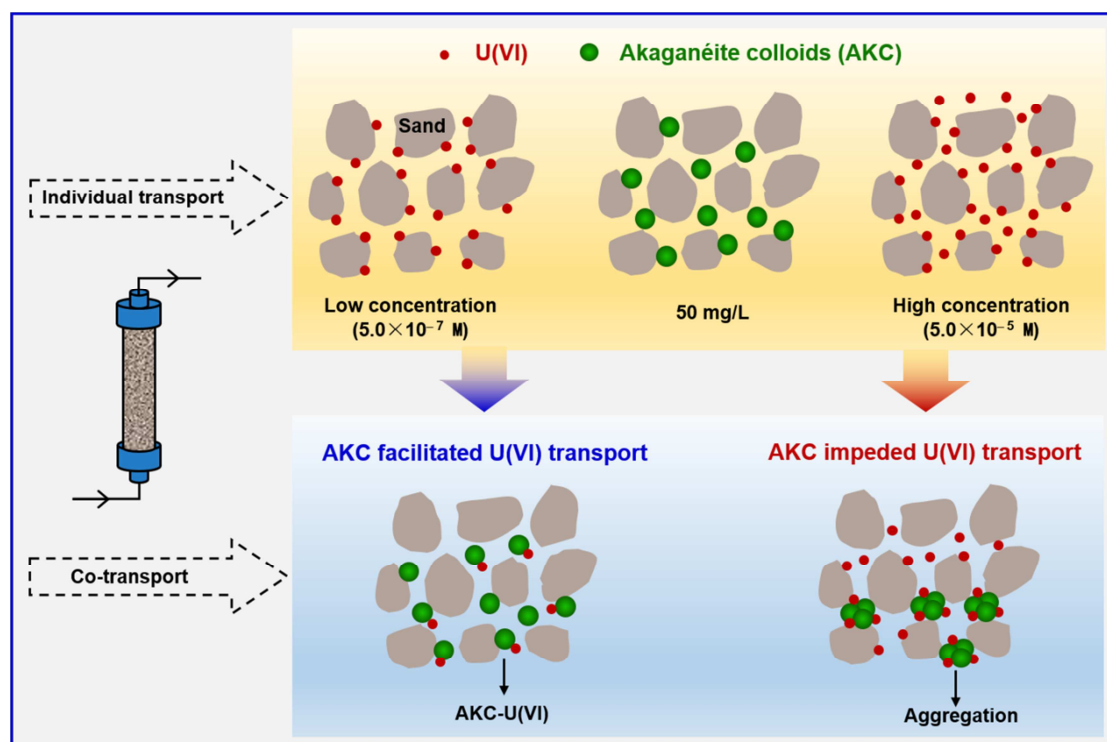 U(VI)
Akaganéite colloids (AKC)
Sand
Individual transport
Low concentration
(5.0×10⁻⁷ M)
50 mg/L
High concentration
(5.0×10⁻⁵ M)
AKC facilitated U(VI) transport
AKC impeded U(VI) transport
Co-transport
AKC-U(VI)
Aggregation